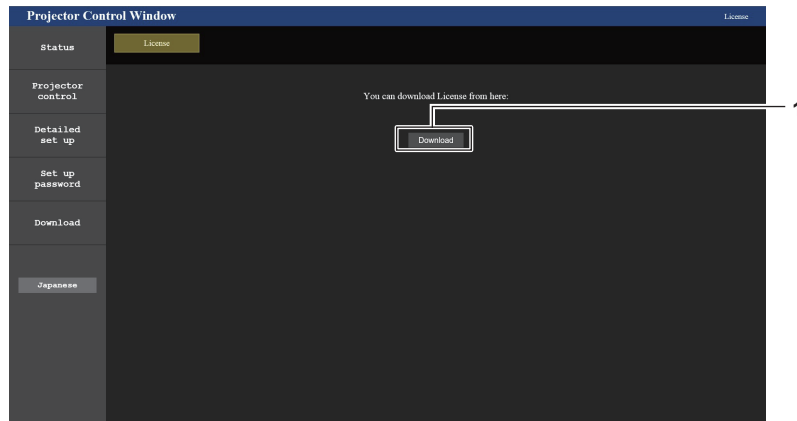 Projector Control Window
License
Status
License
Projector
control
You can download License from here:
1
Detailed
set up
Download
Set up
password
Download
Japanese